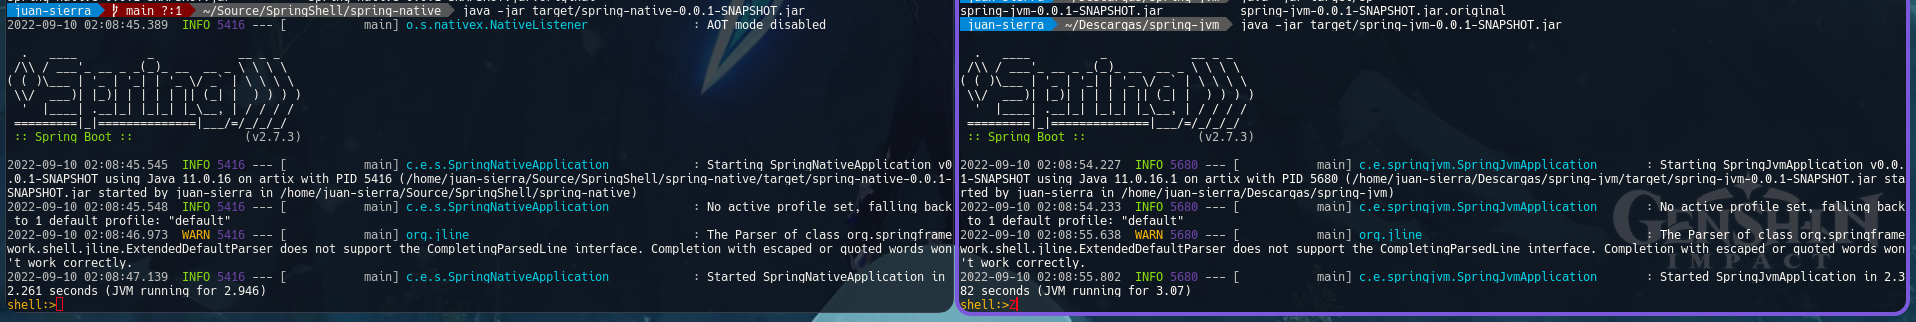 juan-sierra main ?:1 ~/Source/SpringShell/spring-native java -jar target/spring-native-0.0.1-SNAPSHOT.jar
2022-09-10 02:08:45.389  INFO 5416 --- [           main] o.s.nativex.NativeListener               : AOT mode disabled
Spring
:: Spring Boot ::                (v2.7.3)
2022-09-10 02:08:45.545  INFO 5416 --- [           main] c.e.s.SpringNativeApplication            : Starting SpringNativeApplication v0
.0.1-SNAPSHOT using Java 11.0.16 on artix with PID 5416 (/home/juan-sierra/Source/SpringShell/spring-native/target/spring-native-0.0.1-
SNAPSHOT.jar started by juan-sierra in /home/juan-sierra/Source/SpringShell/spring-native)
2022-09-10 02:08:45.548  INFO 5416 --- [           main] c.e.s.SpringNativeApplication            : No active profile set, falling back
 to 1 default profile: "default"
2022-09-10 02:08:46.973  WARN 5416 --- [           main] org.jline                                : The Parser of class org.springframe
work.shell.jline.ExtendedDefaultParser does not support the CompletingParsedLine interface. Completion with escaped or quoted words won
't work correctly.
2022-09-10 02:08:47.139  INFO 5416 --- [           main] c.e.s.SpringNativeApplication            : Started SpringNativeApplication in
2.261 seconds (JVM running for 2.946)
shell:>
spring-jvm-0.0.1-SNAPSHOT.jar           spring-jvm-0.0.1-SNAPSHOT.jar.original
juan-sierra ~/Descargas/spring-jvm java -jar target/spring-jvm-0.0.1-SNAPSHOT.jar
Spring
:: Spring Boot ::                (v2.7.3)
2022-09-10 02:08:54.227  INFO 5680 --- [           main] c.e.springjvm.SpringJvmApplication       : Starting SpringJvmApplication v0.0.
1-SNAPSHOT using Java 11.0.16.1 on artix with PID 5680 (/home/juan-sierra/Descargas/spring-jvm/target/spring-jvm-0.0.1-SNAPSHOT.jar sta
rted by juan-sierra in /home/juan-sierra/Descargas/spring-jvm)
2022-09-10 02:08:54.233  INFO 5680 --- [           main] c.e.springjvm.SpringJvmApplication       : No active profile set, falling back
 to 1 default profile: "default"
2022-09-10 02:08:55.638  WARN 5680 --- [           main] org.jline                                : The Parser of class org.springframe
work.shell.jline.ExtendedDefaultParser does not support the CompletingParsedLine interface. Completion with escaped or quoted words won
't work correctly.
2022-09-10 02:08:55.802  INFO 5680 --- [           main] c.e.springjvm.SpringJvmApplication       : Started SpringJvmApplication in 2.3
82 seconds (JVM running for 3.07)
shell:>Z
GENSHIN
IMPACT